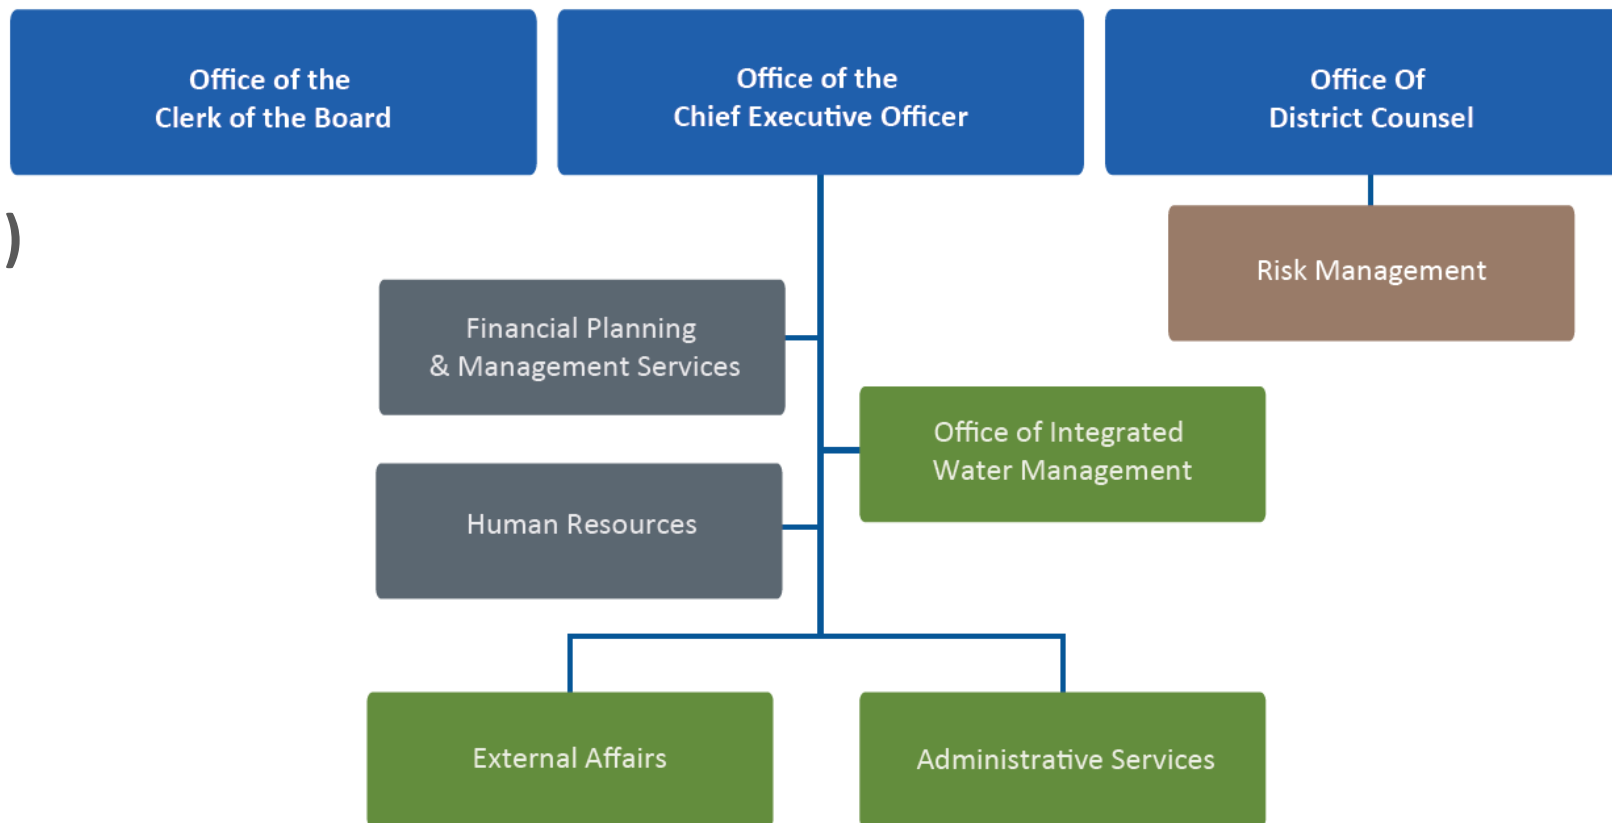 Office of the
Clerk of the Board
Office of the
Chief Executive Officer
Office Of
District Counsel
)
Risk Management
Financial Planning
& Management Services
Office of Integrated
Water Management
Human Resources
External Affairs
Administrative Services